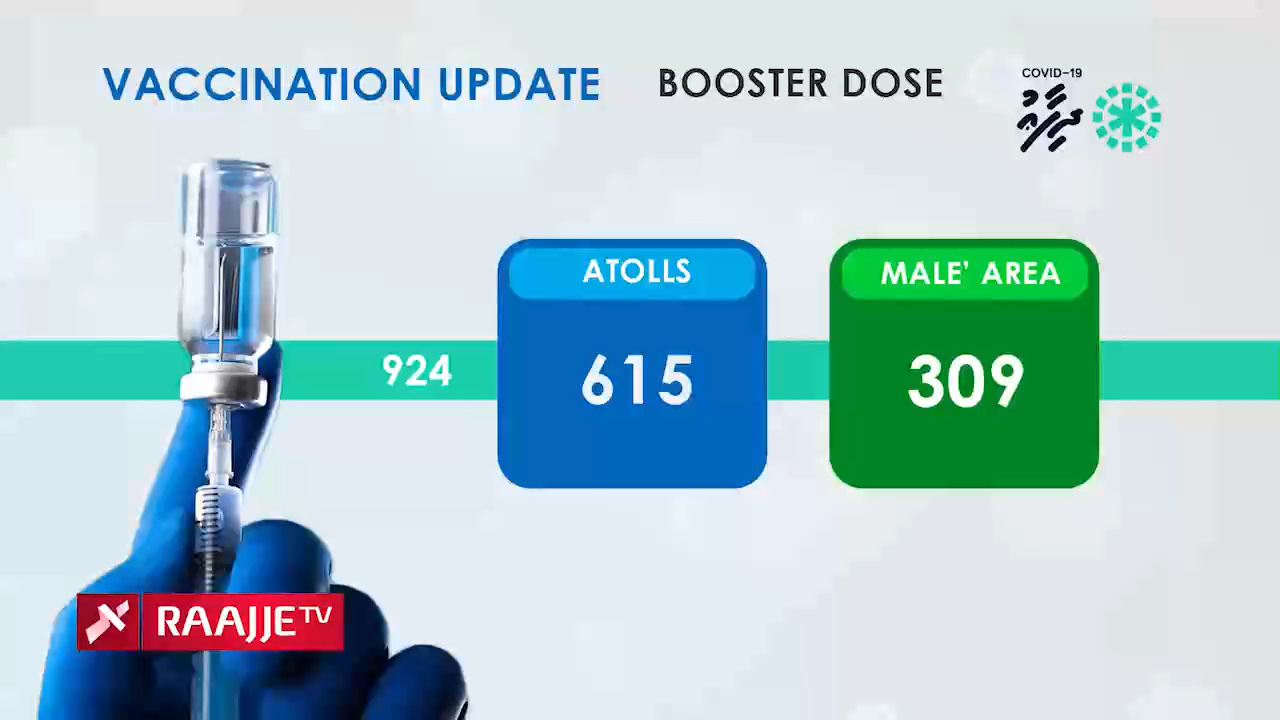 VACCINATION UPDATE BOOSTER DOSE
COVID-19
ATOLLS
MALE' AREA
924
615
309
RAAJJE TV